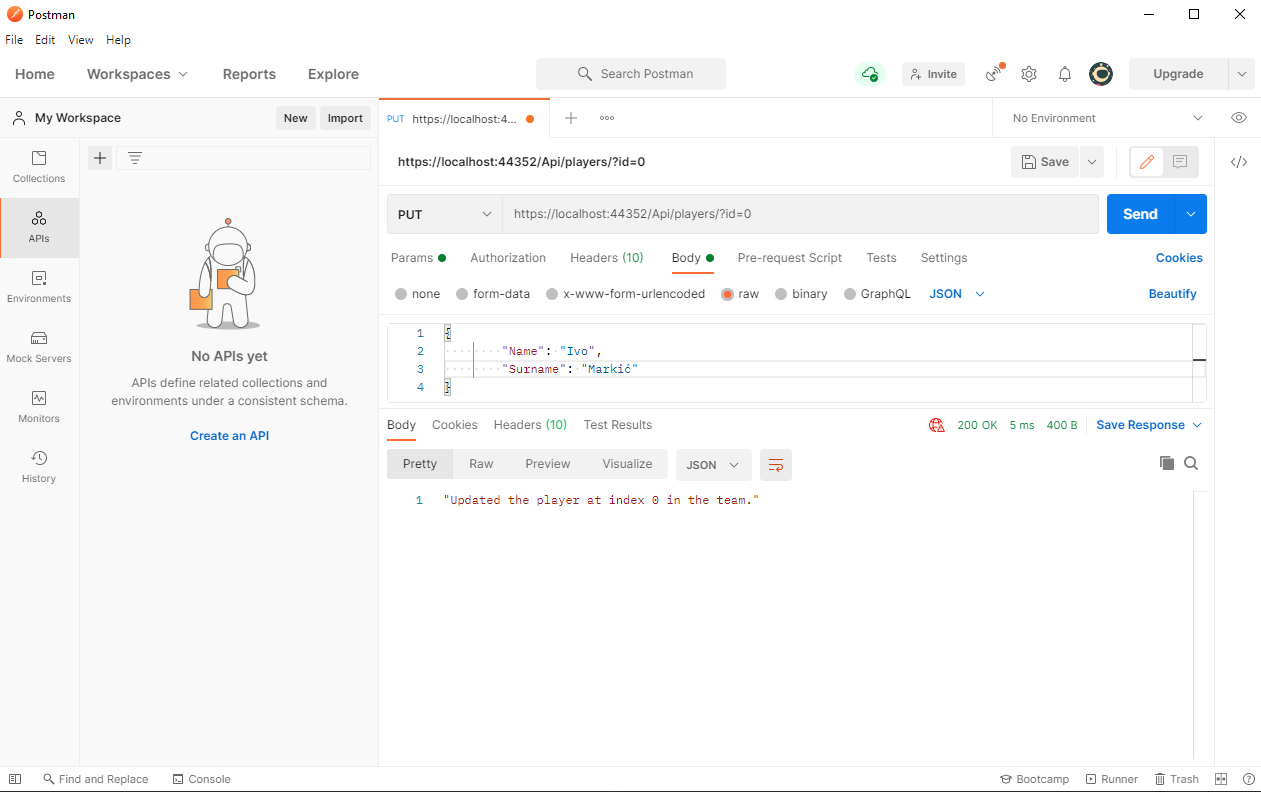 Postman
File Edit View Help
Home Workspaces Reports Explore Search Postman Invite Upgrade
My Workspace New Import PUT https://localhost:4... No Environment
Collections
APIs
Environments
Mock Servers
Monitors
History
No APIs yet
APIs define related collections and
environments under a consistent schema.
Create an API
https://localhost:44352/Api/players/?id=0 Save
PUT https://localhost:44352/Api/players/?id=0 Send
Params Authorization Headers (10) Body Pre-request Script Tests Settings Cookies
none form-data x-www-form-urlencoded raw binary GraphQL JSON Beautify
1 {
2 "Name": "Ivo",
3 "Surname": "Markić"
4 }
Body Cookies Headers (10) Test Results 200 OK 5 ms 400 B Save Response
Pretty Raw Preview Visualize JSON
1 "Updated the player at index 0 in the team."
Find and Replace Console Bootcamp Runner Trash